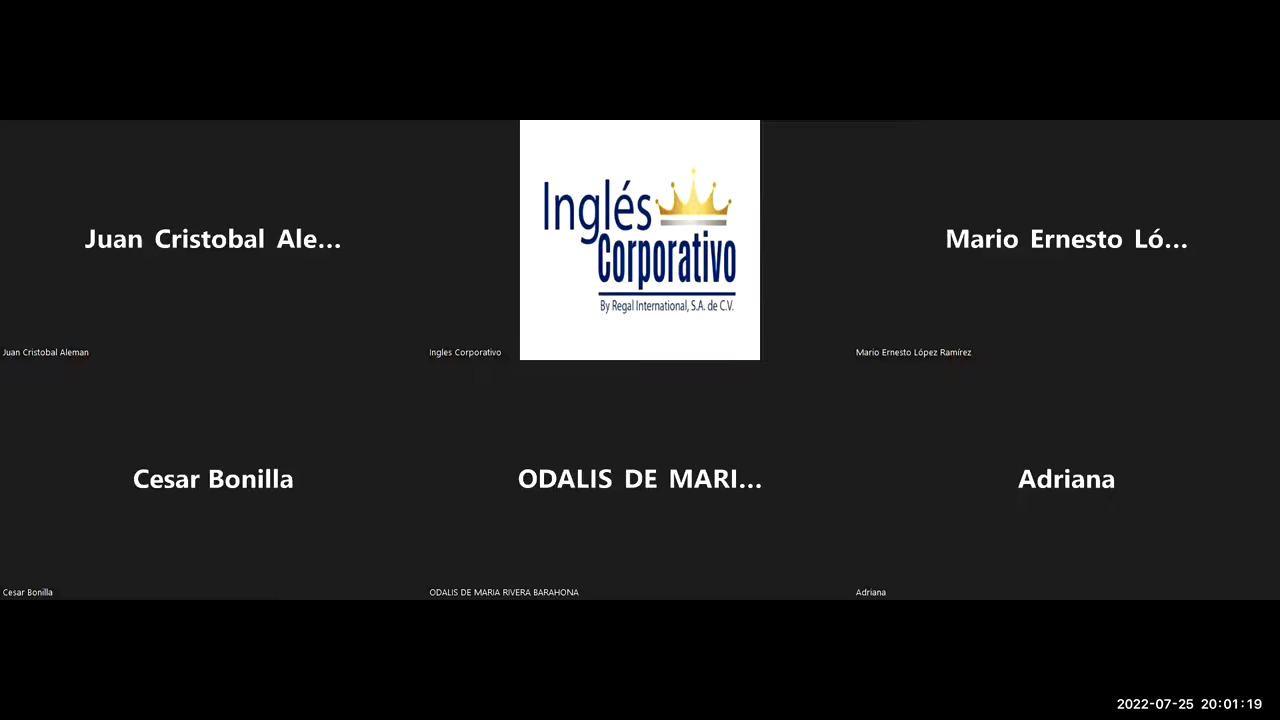 Juan Cristobal Ale...
Juan Cristobal Aleman
Inglés
Corporativo
By Regal International, S.A. de C.V.
Ingles Corporativo
Mario Ernesto Ló...
Mario Ernesto López Ramírez
Cesar Bonilla
Cesar Bonilla
ODALIS DE MARI...
ODALIS DE MARIA RIVERA BARAHONA
Adriana
Adriana
2022-07-25 20:01:19